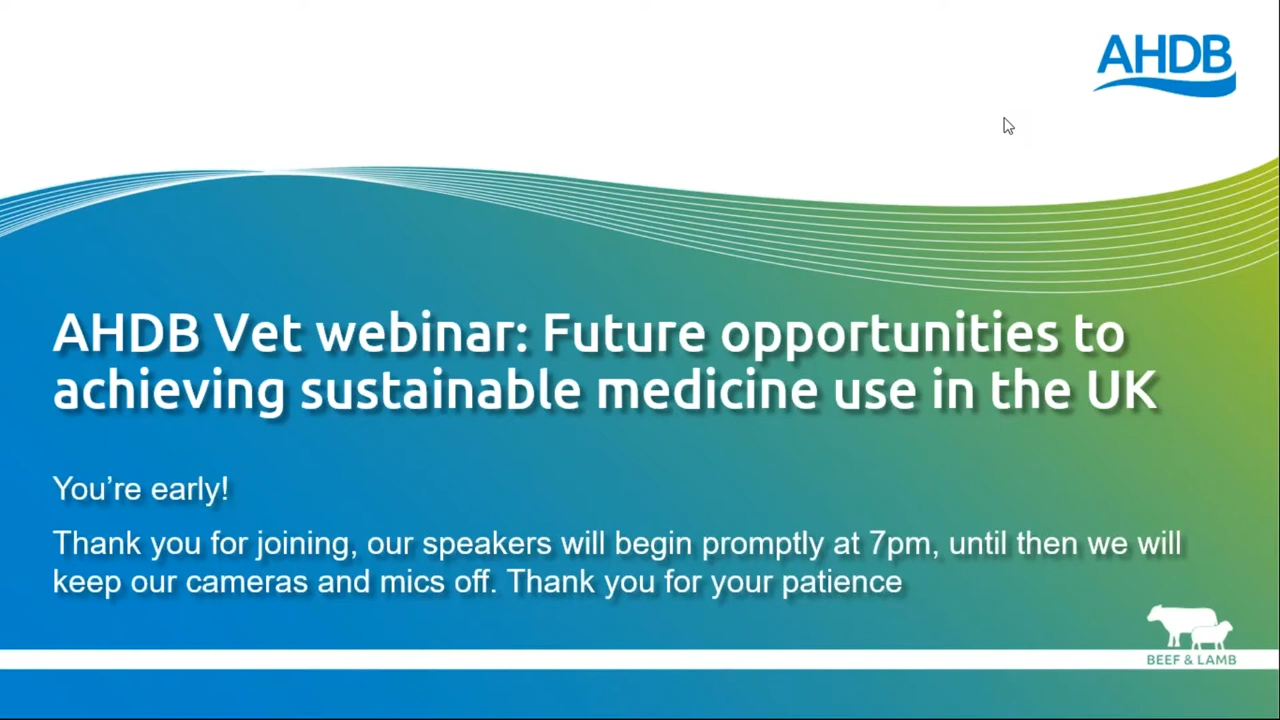 AHDB
AHDB Vet webinar: Future opportunities to
achieving sustainable medicine use in the UK
You’re early!
Thank you for joining, our speakers will begin promptly at 7pm, until then we will
keep our cameras and mics off. Thank you for your patience
BEEF & LAMB